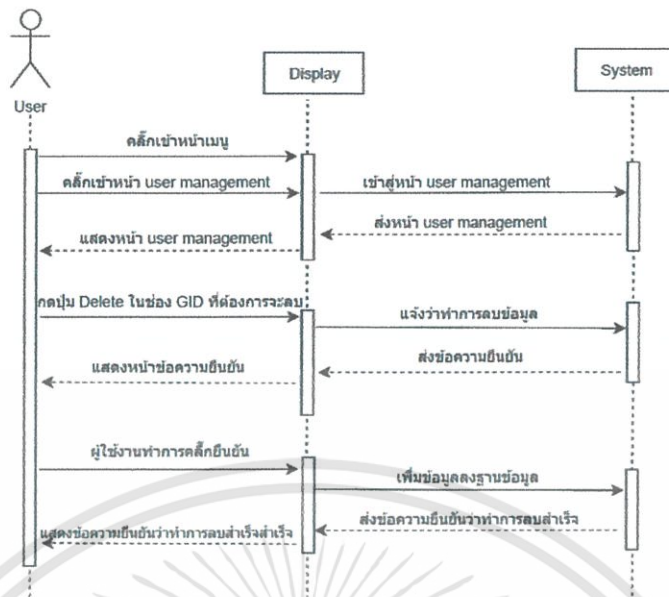 Display
System
User
คลิ๊กเข้าหน้าเมนู
คลิ๊กเข้าหน้า user management
เข้าสู่หน้า user management
ส่งหน้า user management
แสดงหน้า user management
กดปุ่ม Delete ในช่อง GID ที่ต้องการจะลบ
แจ้งว่าทำการลบข้อมูล
ส่งข้อความยืนยัน
แสดงหน้าข้อความยืนยัน
ผู้ใช้งานทำการคลิ๊กยืนยัน
เพิ่มข้อมูลลงฐานข้อมูล
ส่งข้อความยืนยันว่าทำการลบสำเร็จ
แสดงข้อความยืนยันว่าทำการลบสำเร็จสำเร็จ